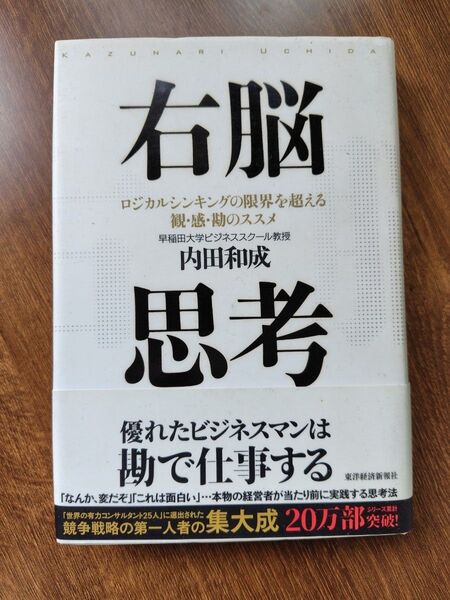 KAZUNARI UCHIDA
右脳
ロジカルシンキングの限界を超える
観・感・勘のススメ
早稲田大学ビジネススクール教授
内田和成
思考
優れたビジネスマンは
勘で仕事する
東洋経済新報社
「なんか、変だぞ」「これは面白い」…本物の経営者が当たり前に実践する思考法
「世界の有力コンサルタント25人」に選出された
競争戦略の第一人者の集大成
シリーズ累計
20万部突破!